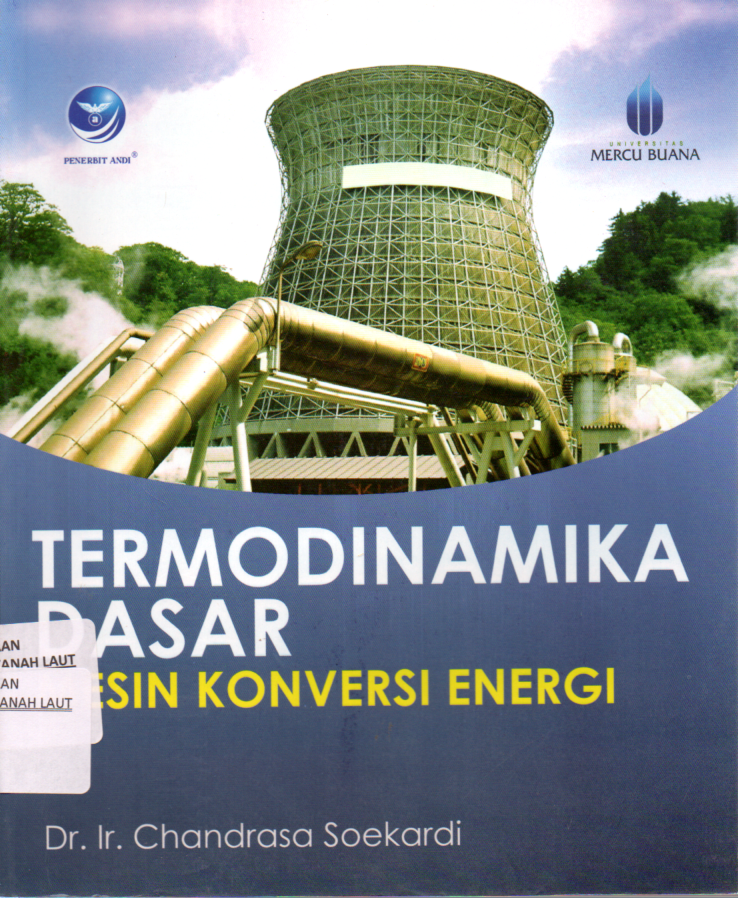 a
PENERBIT ANDI®
UNIVERSITAS
MERCU BUANA
TERMODINAMIKA
DASAR
AN
ANAH LAUT
AN
ANAH LAUT
ESIN KONVERSI ENERGI
Dr. Ir. Chandrasa Soekardi